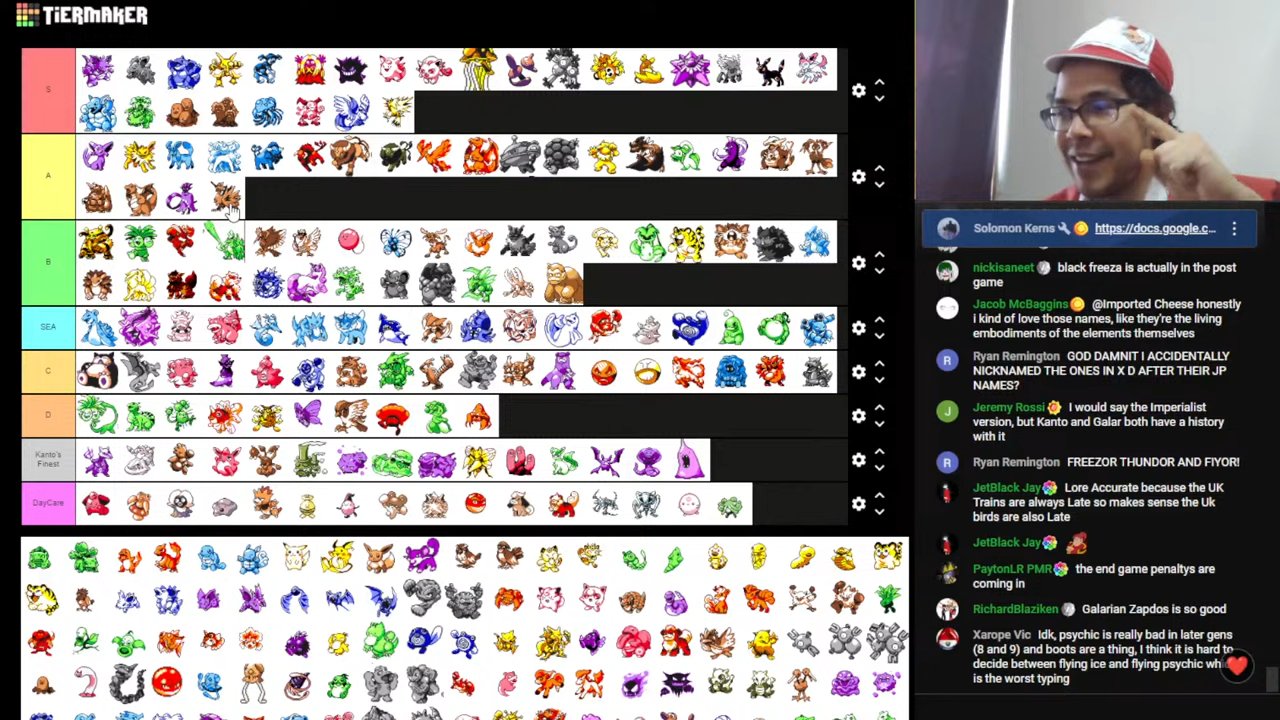 TiERMAKER
S
A
B
SEA
C
D
Kanto's
Finest
DayCare
Solomon Kerns https://docs.google.c...
nickisaneet black freeza is actually in the post
game
Jacob McBaggins @Imported Cheese honestly
i kind of love those names, like they're the living
embodiments of the elements themselves
R Ryan Remington GOD DAMNIT I ACCIDENTALLY
NICKNAMED THE ONES IN X D AFTER THEIR JP
NAMES?
J Jeremy Rossi I would say the Imperialist
version, but Kanto and Galar both have a history
with it
R Ryan Remington FREEZOR THUNDOR AND FIYOR!
JetBlack Jay Lore Accurate because the UK
Trains are always Late so makes sense the Uk
birds are also Late
JetBlack Jay
PaytonLR PMR the end game penaltys are
coming in
RichardBlaziken Galarian Zapdos is so good
Xarope Vic Idk, psychic is really bad in later gens
(8 and 9) and boots are a thing, I think it is hard to
decide between flying ice and flying psychic
is the worst typing